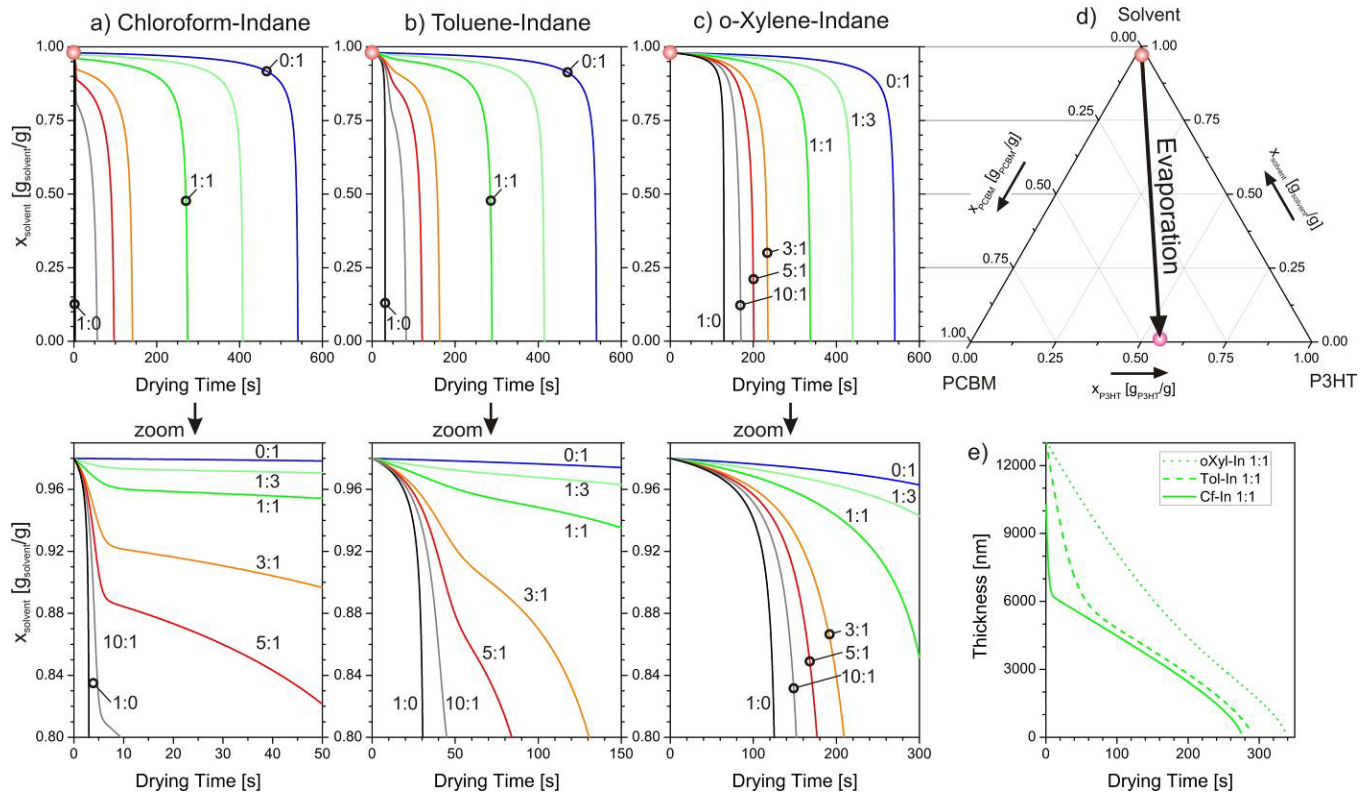 a) Chloroform-Indane
b) Toluene-Indane
c) o-Xylene-Indane
d)
Solvent
1.00
0.75
0.50
0.25
0.00
x_solvent [g_solvent/g]
0:1
1:1
1:0
0 200 400 600
Drying Time [s]
1.00
0.75
0.50
0.25
0.00
0:1
1:1
1:0
0 200 400 600
Drying Time [s]
1.00
0.75
0.50
0.25
0.00
0:1
1:3
1:1
3:1
5:1
10:1
1:0
0 200 400 600
Drying Time [s]
0.00 1.00
0.25 0.75
0.50 0.50
0.75 0.25
1.00 0.00
x_PCBM [g_PCBM/g]
Evaporation
x_solvent [g_solvent/g]
0.00 0.25 0.50 0.75 1.00
PCBM
x_P3HT [g_P3HT/g]
P3HT
zoom
zoom
zoom
0.96
0.92
0.88
0.84
0.80
x_solvent [g_solvent/g]
0:1
1:3
1:1
3:1
5:1
10:1
1:0
0 10 20 30 40 50
Drying Time [s]
0.96
0.92
0.88
0.84
0.80
0:1
1:3
1:1
3:1
5:1
1:0
10:1
0 50 100 150
Drying Time [s]
0.96
0.92
0.88
0.84
0.80
0:1
1:3
1:1
3:1
5:1
10:1
1:0
0 100 200 300
Drying Time [s]
e)
12000
9000
6000
3000
0
Thickness [nm]
oXyl-In 1:1
Tol-In 1:1
Cf-In 1:1
0 100 200 300
Drying Time [s]